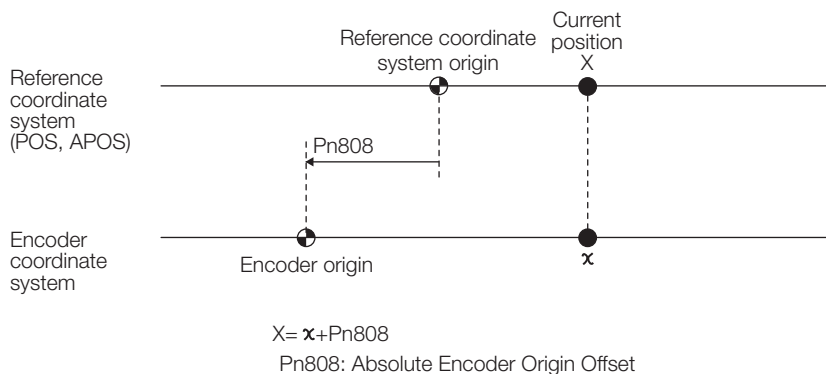 Reference coordinate
system origin
Current
position
X
Reference
coordinate
system
(POS, APOS)
Pn808
Encoder
coordinate
system
Encoder origin
x
X= x+Pn808
Pn808: Absolute Encoder Origin Offset